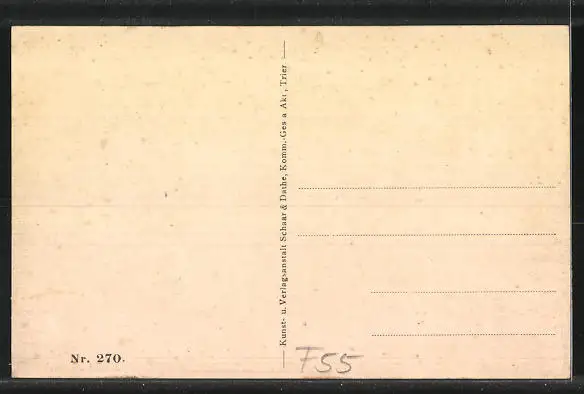 Nr. 270.
Kunst- u. Verlagsanstalt Schaar & Dathe, Komm.-Ges a Akt, Trier
F55